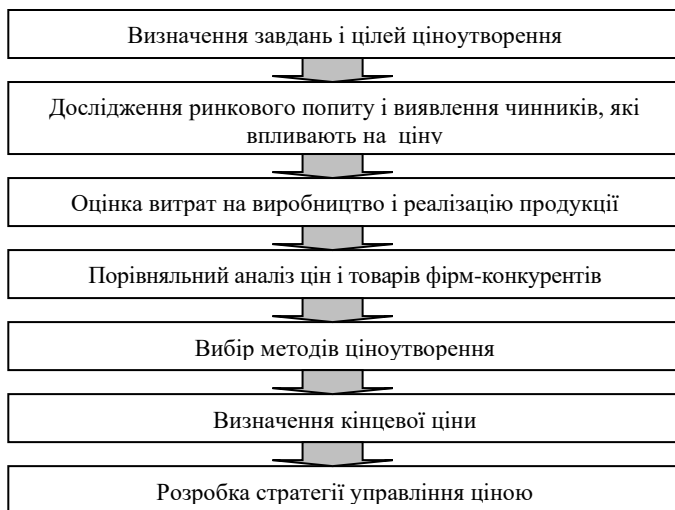 Визначення завдань і цілей ціноутворення
Дослідження ринкового попиту і виявлення чинників, які
впливають на ціну
Оцінка витрат на виробництво і реалізацію продукції
Порівняльний аналіз цін і товарів фірм-конкурентів
Вибір методів ціноутворення
Визначення кінцевої ціни
Розробка стратегії управління ціною